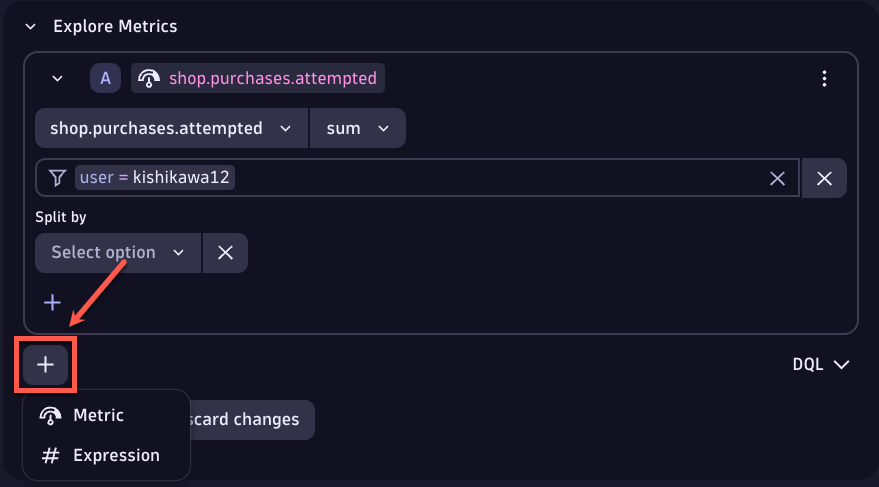 Explore Metrics
A shop.purchases.attempted
shop.purchases.attempted sum
user = kishikawa12
Split by
Select option
DQL
Metric
scard changes
Expression